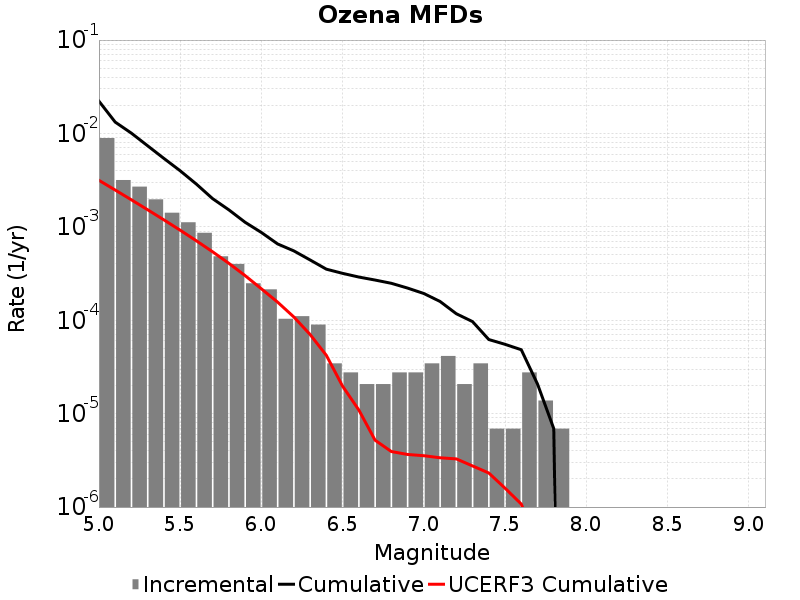 Ozena MFDs
10-1
10-2
10-3
10-4
10-5
10-6
Rate (1/yr)
5.0 5.5 6.0 6.5 7.0 7.5 8.0 8.5 9.0
Magnitude
Incremental Cumulative UCERF3 Cumulative